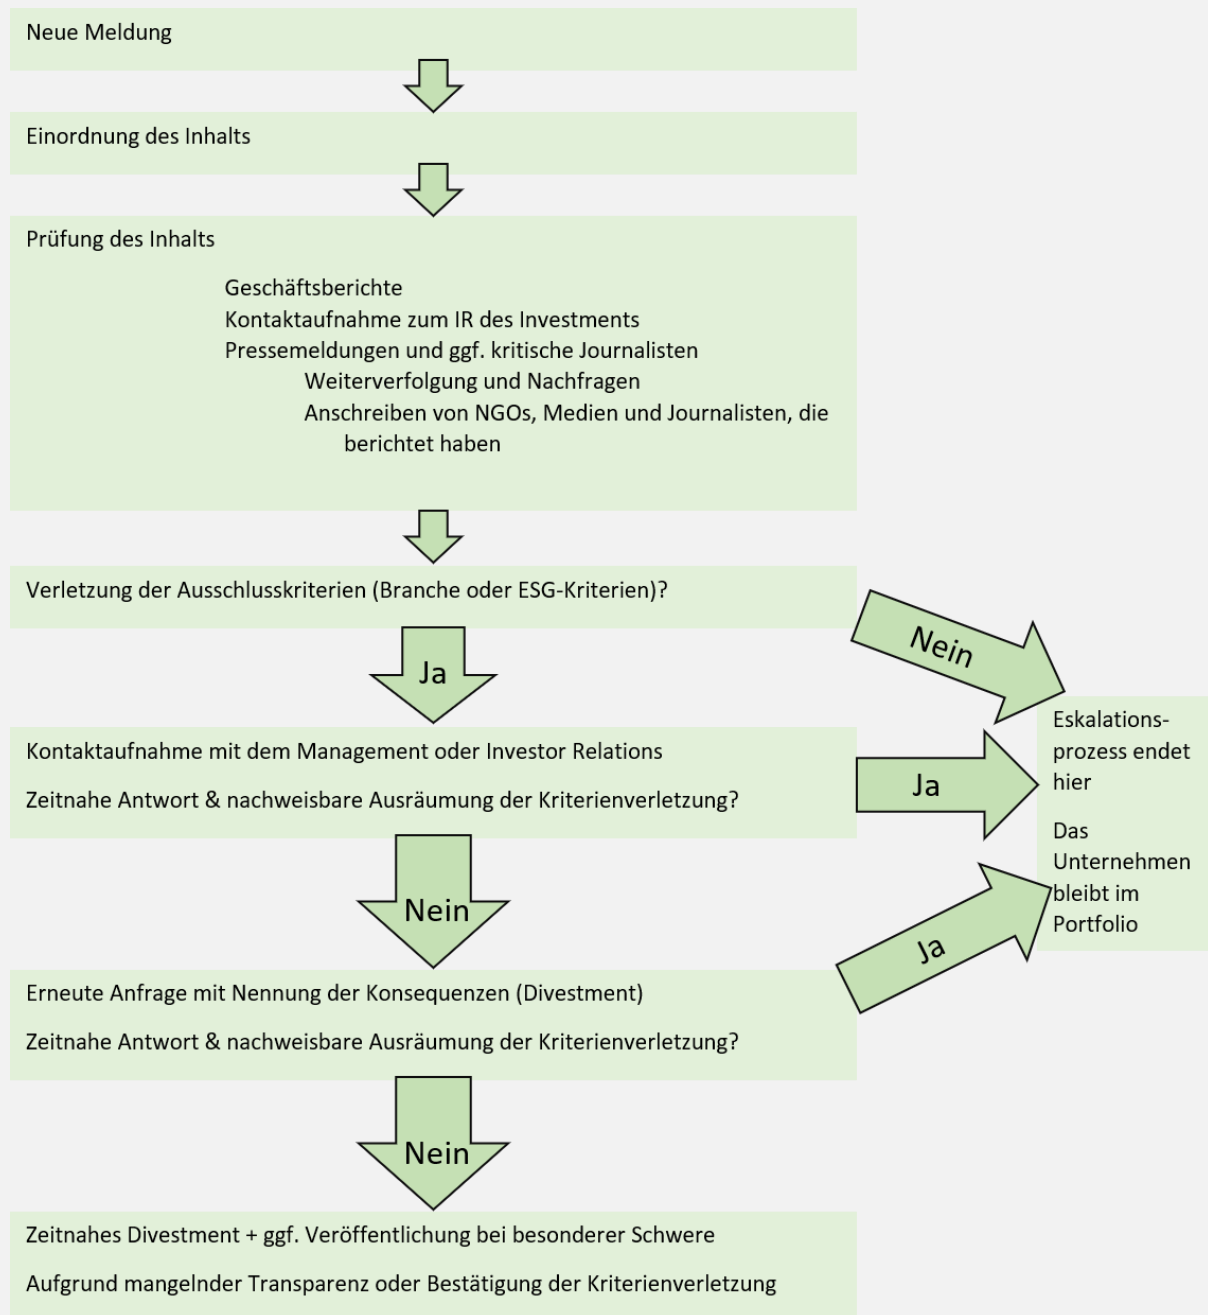 Neue Meldung
Einordnung des Inhalts
Prüfung des Inhalts
Geschäftsberichte
Kontaktaufnahme zum IR des Investments
Pressemeldungen und ggf. kritische Journalisten
Weiterverfolgung und Nachfragen
Anschreiben von NGOs, Medien und Journalisten, die
berichtet haben
Verletzung der Ausschlusskriterien (Branche oder ESG-Kriterien)?
Nein
Ja
Kontaktaufnahme mit dem Management oder Investor Relations
Zeitnahe Antwort & nachweisbare Ausräumung der Kriterienverletzung?
Ja
Eskalations-
prozess endet
hier
Das
Unternehmen
bleibt im
Portfolio
Nein
Ja
Erneute Anfrage mit Nennung der Konsequenzen (Divestment)
Zeitnahe Antwort & nachweisbare Ausräumung der Kriterienverletzung?
Nein
Zeitnahes Divestment + ggf. Veröffentlichung bei besonderer Schwere
Aufgrund mangelnder Transparenz oder Bestätigung der Kriterienverletzung